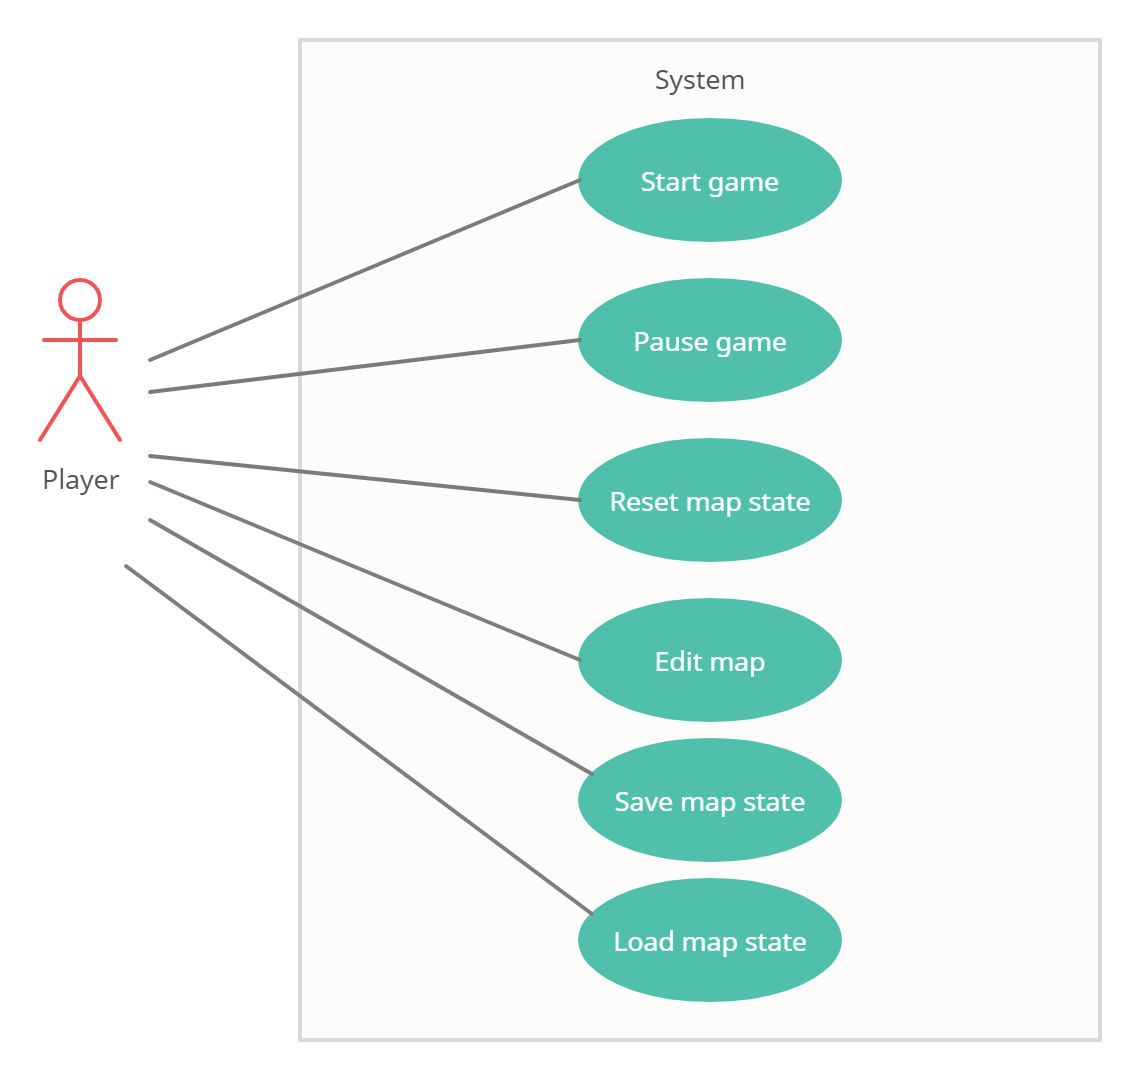 System
Start game
Pause game
Player
Reset map state
Edit map
Save map state
Load map state